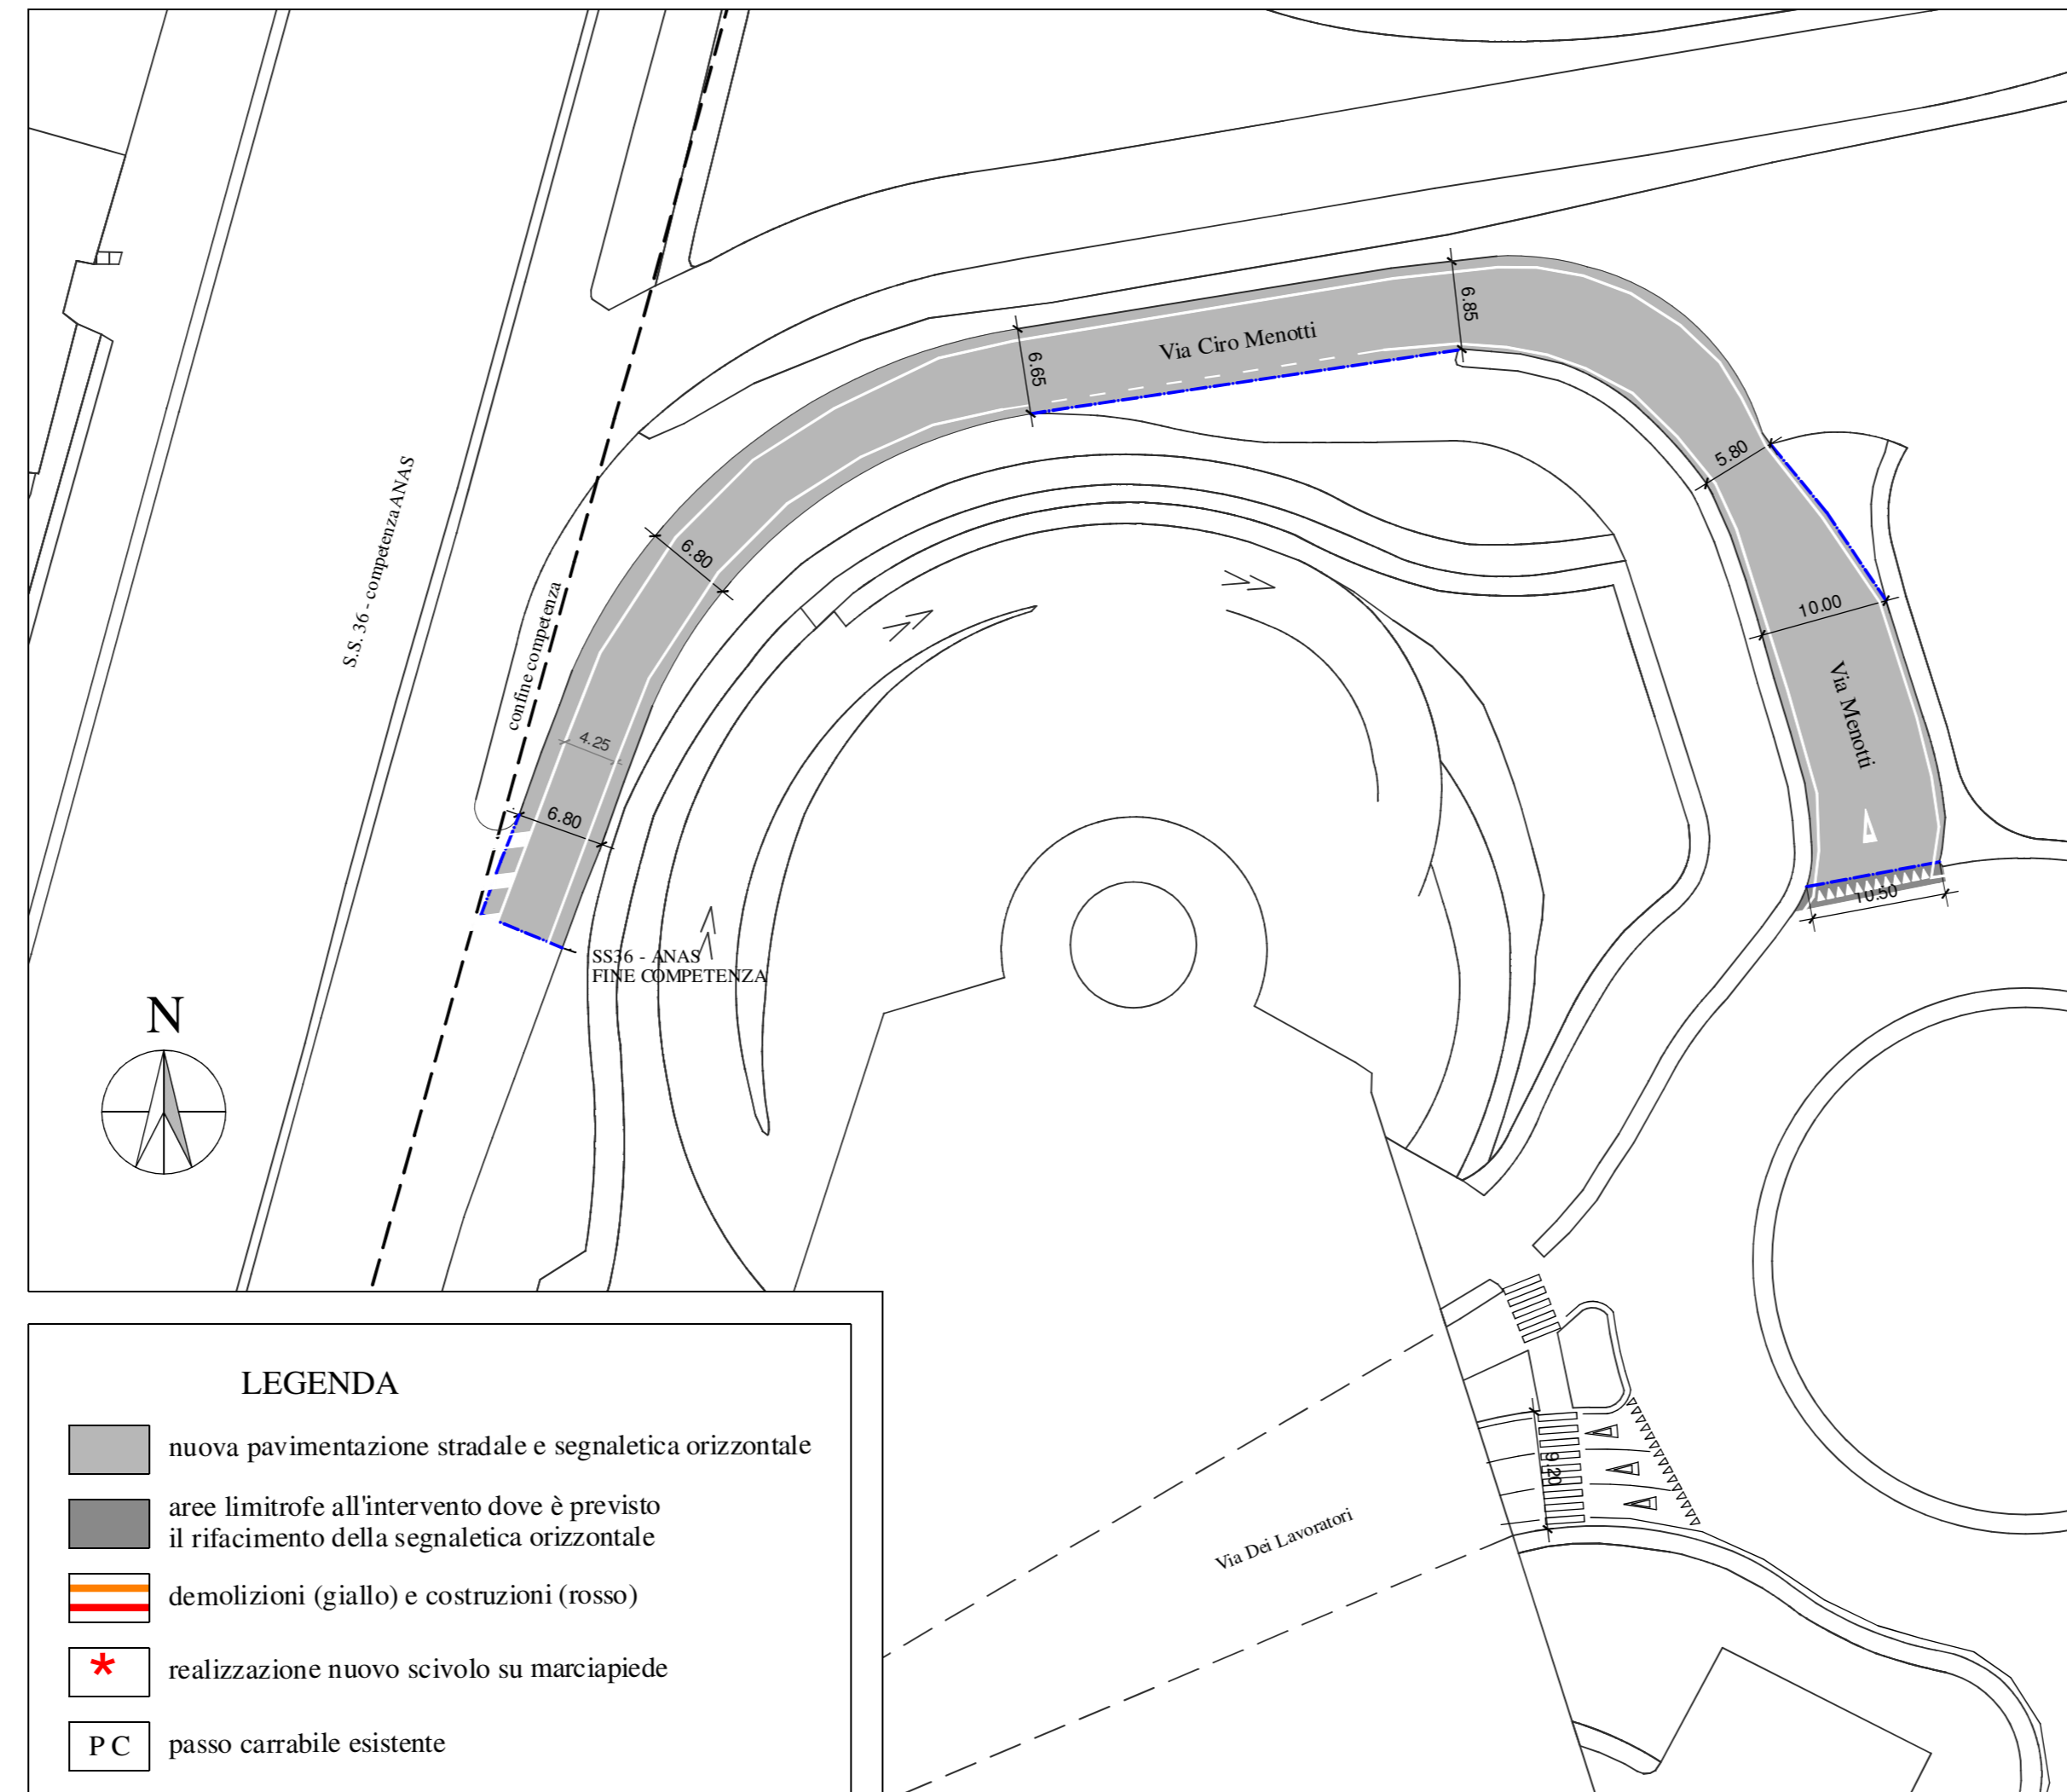 6.85
Via Ciro Menotti
6.65
5.80
S.S. 36 - competenza ANAS
6.80
10.00
confine competenza
Via Menotti
4.25
6.80
10.50
SS36 - ANAS
FINE COMPETENZA
N
LEGENDA
nuova pavimentazione stradale e segnaletica orizzontale
aree limitrofe all'intervento dove è previsto
il rifacimento della segnaletica orizzontale
demolizioni (giallo) e costruzioni (rosso)
* realizzazione nuovo scivolo su marciapiede
P C passo carrabile esistente
9.20
Via Dei Lavoratori